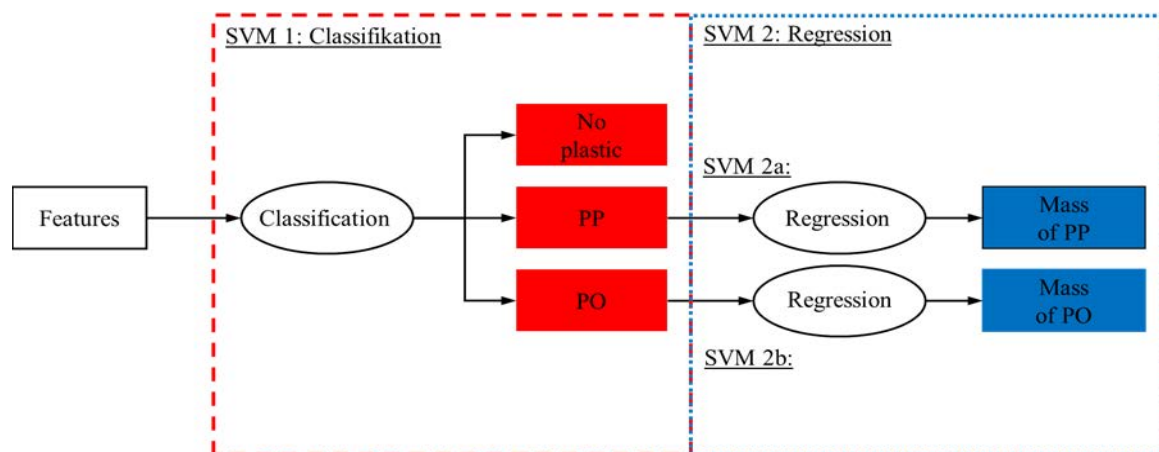 SVM 1: Classifikation
SVM 2: Regression
No
plastic
SVM 2a:
Features
Classification
PP
Regression
Mass
of PP
PO
Regression
Mass
of PO
SVM 2b: